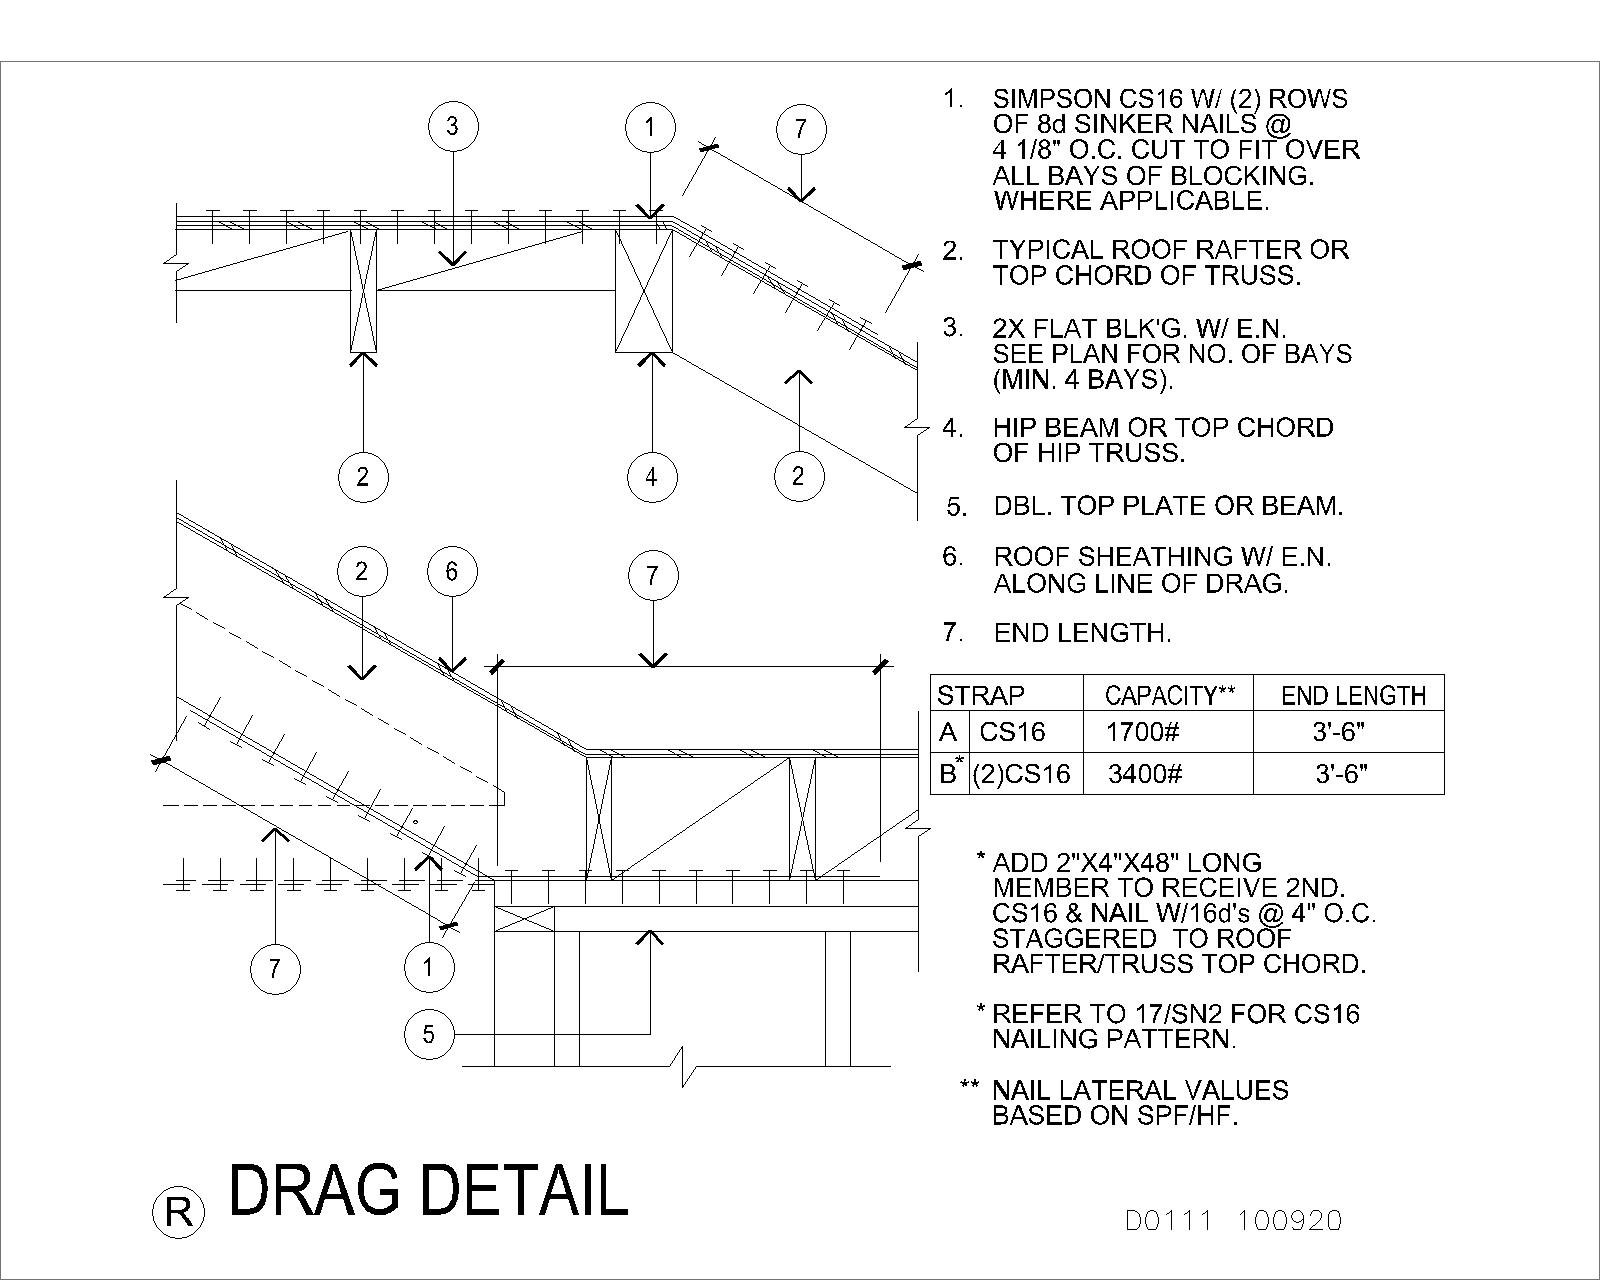 3
1
7
2
4
2
2
6
7
7
1
5
1. SIMPSON CS16 W/ (2) ROWS
OF 8d SINKER NAILS @
4 1/8" O.C. CUT TO FIT OVER
ALL BAYS OF BLOCKING.
WHERE APPLICABLE.
2. TYPICAL ROOF RAFTER OR
TOP CHORD OF TRUSS.
3. 2X FLAT BLK'G. W/ E.N.
SEE PLAN FOR NO. OF BAYS
(MIN. 4 BAYS).
4. HIP BEAM OR TOP CHORD
OF HIP TRUSS.
5. DBL. TOP PLATE OR BEAM.
6. ROOF SHEATHING W/ E.N.
ALONG LINE OF DRAG.
7. END LENGTH.
STRAP CAPACITY** END LENGTH
A CS16 1700# 3'-6"
B* (2)CS16 3400# 3'-6"
* ADD 2"X4"X48" LONG
MEMBER TO RECEIVE 2ND.
CS16 & NAIL W/16d's @ 4" O.C.
STAGGERED TO ROOF
RAFTER/TRUSS TOP CHORD.
* REFER TO 17/SN2 FOR CS16
NAILING PATTERN.
** NAIL LATERAL VALUES
BASED ON SPF/HF.
R DRAG DETAIL
D0111 100920